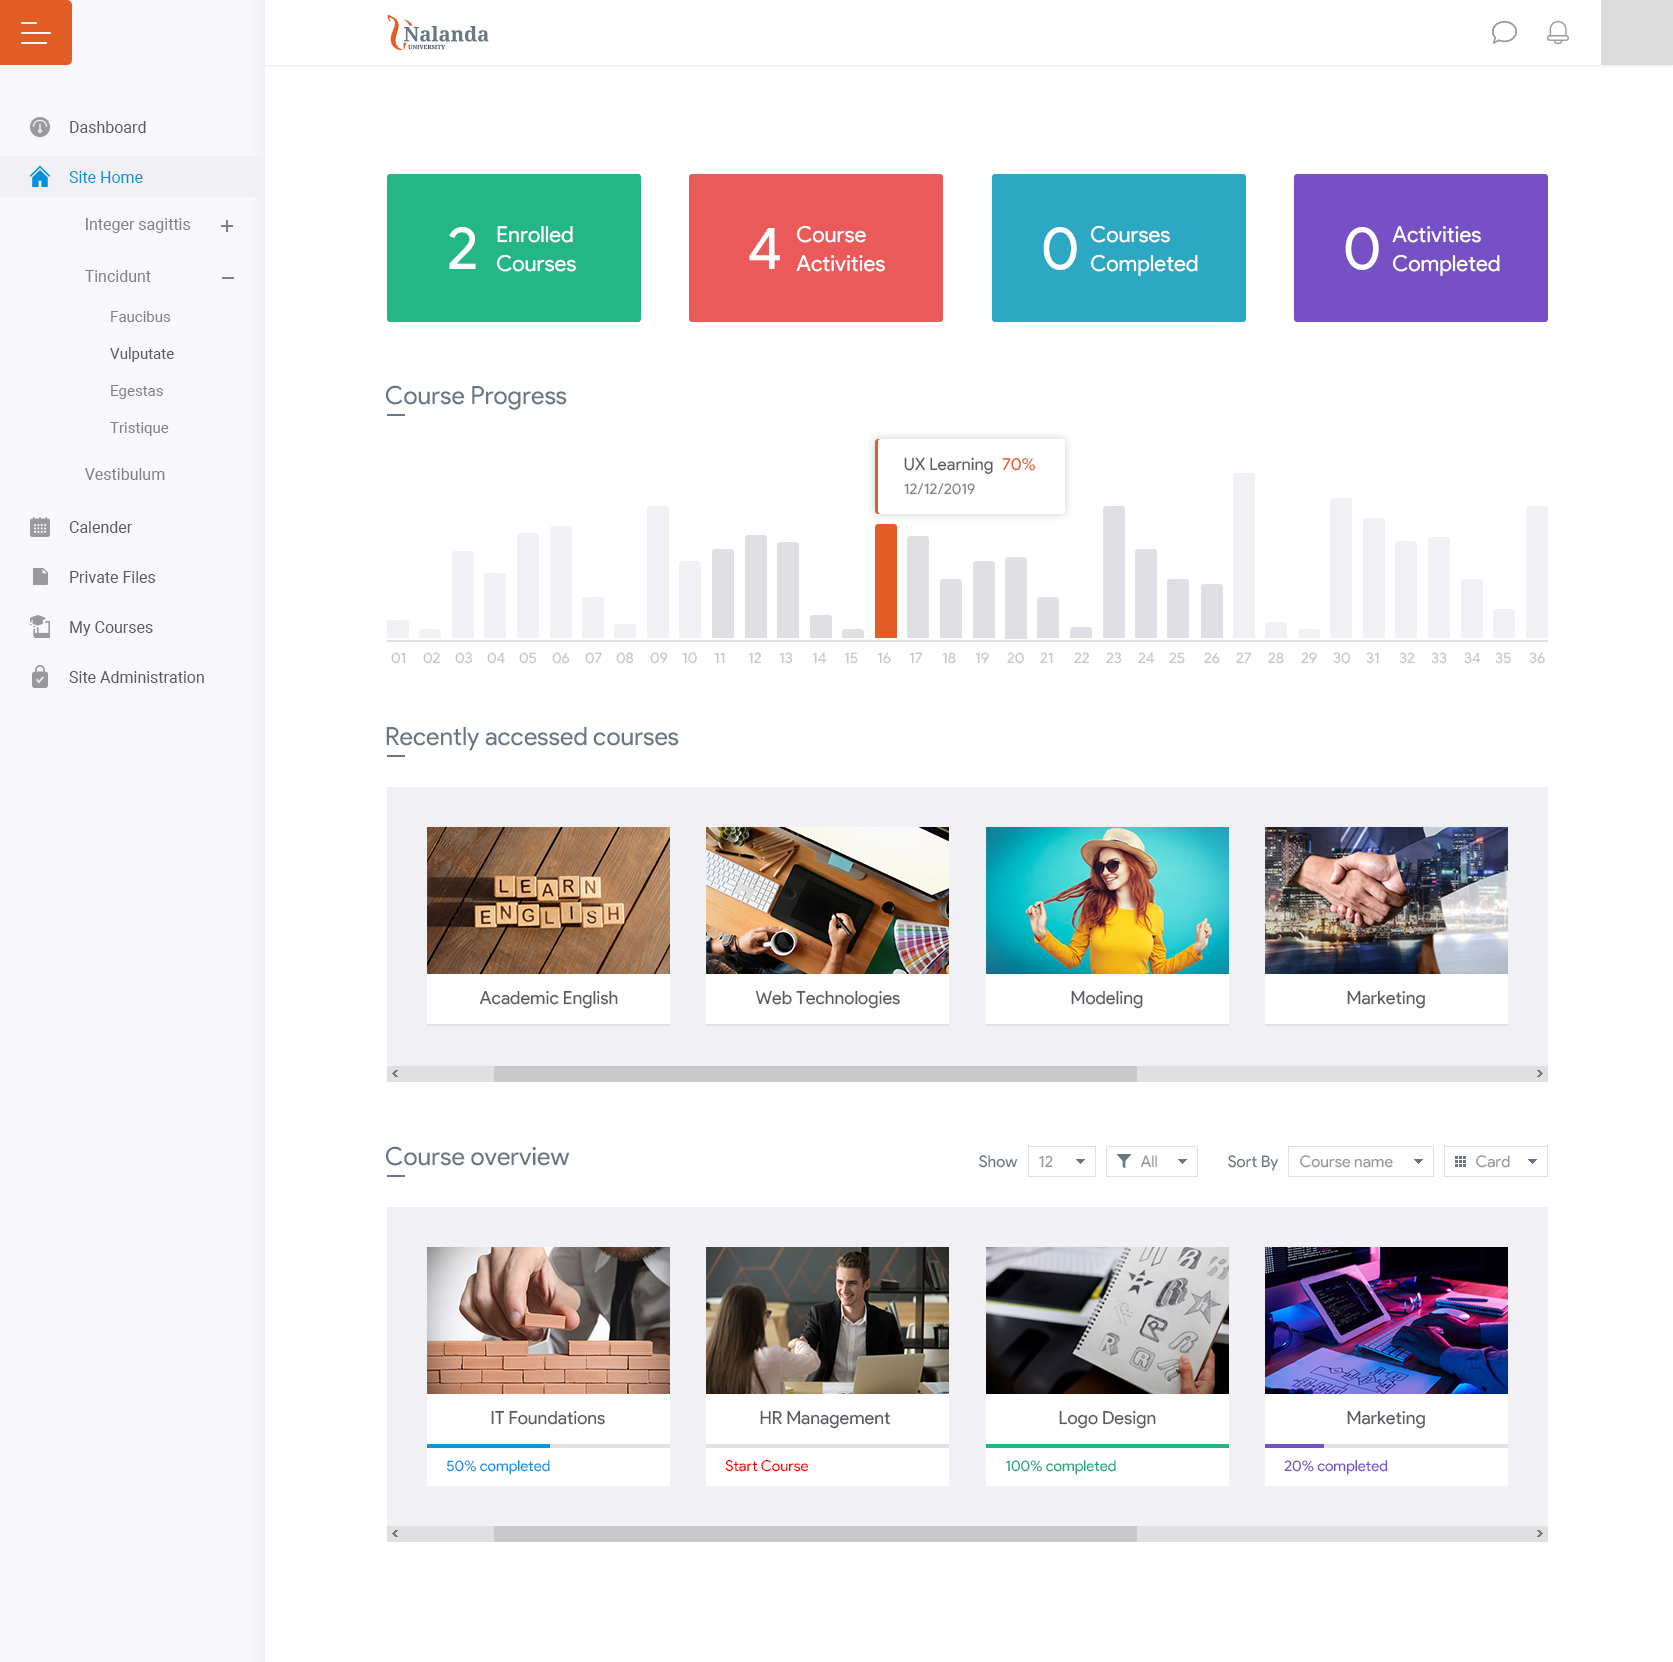 Nalanda
UNIVERSITY
Dashboard
Site Home
Integer sagittis
Tincidunt
Faucibus
Vulputate
Egestas
Tristique
Vestibulum
Calender
Private Files
My Courses
Site Administration
2 Enrolled
Courses
4 Course
Activities
0 Courses
Completed
0 Activities
Completed
Course Progress
UX Learning 70%
12/12/2019
01 02 03 04 05 06 07 08 09 10 11 12 13 14 15 16 17 18 19 20 21 22 23 24 25 26 27 28 29 30 31 32 33 34 35 36
Recently accessed courses
LEARN
ENGLISH
Academic English
Web Technologies
Modeling
Marketing
Course overview
Show 12 All Sort By Course name Card
IT Foundations
50% completed
HR Management
Start Course
R R
R R
R R
Logo Design
100% completed
Marketing
20% completed